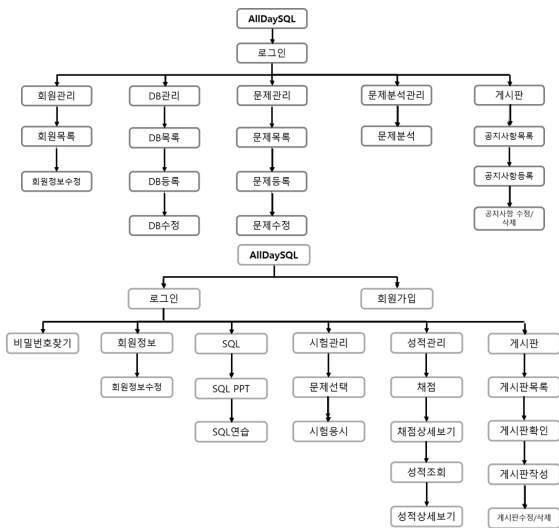 AllDaySQL
로그인
회원관리 DB관리 문제관리 문제분석관리 게시판
회원목록 DB목록 문제목록 문제분석 공지사항목록
회원정보수정 DB등록 문제등록 공지사항등록
DB수정 문제수정 공지사항 수정/
삭제
AllDaySQL
로그인 회원가입
비밀번호찾기 회원정보 SQL 시험관리 성적관리 게시판
회원정보수정 SQL PPT 문제선택 채점 게시판목록
SQL연습 시험응시 채점상세보기 게시판확인
성적조회 게시판작성
성적상세보기 게시판수정/삭제